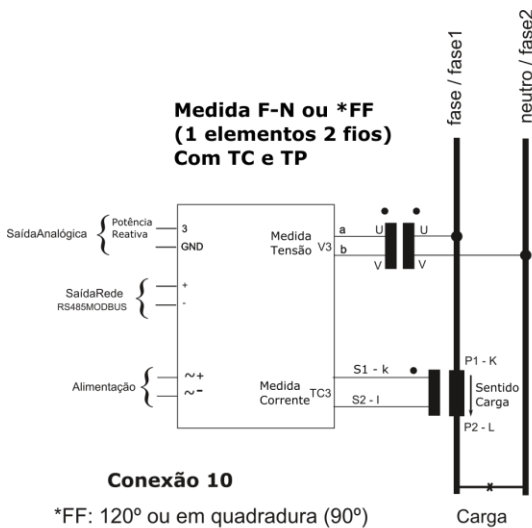 fase / fase1
neutro / fase2
Medida F-N ou *FF
(1 elementos 2 fios)
Com TC e TP
SaídaAnalógica
Potência
Reativa
3
GND
Medida
Tensão
V3
a
b
U
U
V
V
SaídaRede
RS485MODBUS
+
-
Alimentação
~+
~-
Medida
Corrente
TC3
S1 - k
S2 - l
P1 - K
Sentido
Carga
P2 - L
Conexão 10
*FF: 120º ou em quadradura (90º)
Carga